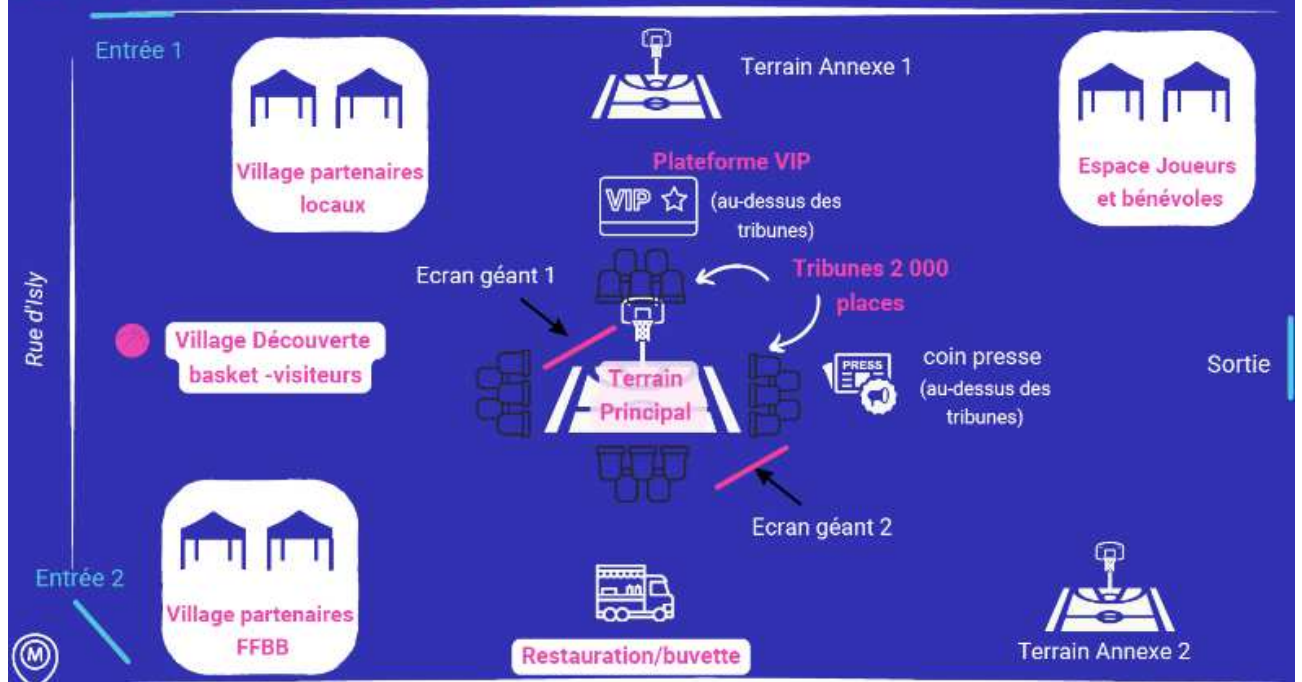 Entrée 1
Village partenaires
locaux
Terrain Annexe 1
Espace Joueurs
et bénévoles
Plateforme VIP
VIP
(au-dessus des
tribunes)
Ecran géant 1
Tribunes 2 000
places
Rue d'Isly
Village Découverte
basket -visiteurs
Terrain
Principal
PRESS
coin presse
(au-dessus des
tribunes)
Sortie
Ecran géant 2
Entrée 2
Village partenaires
FFBB
M
Restauration/buvette
Terrain Annexe 2